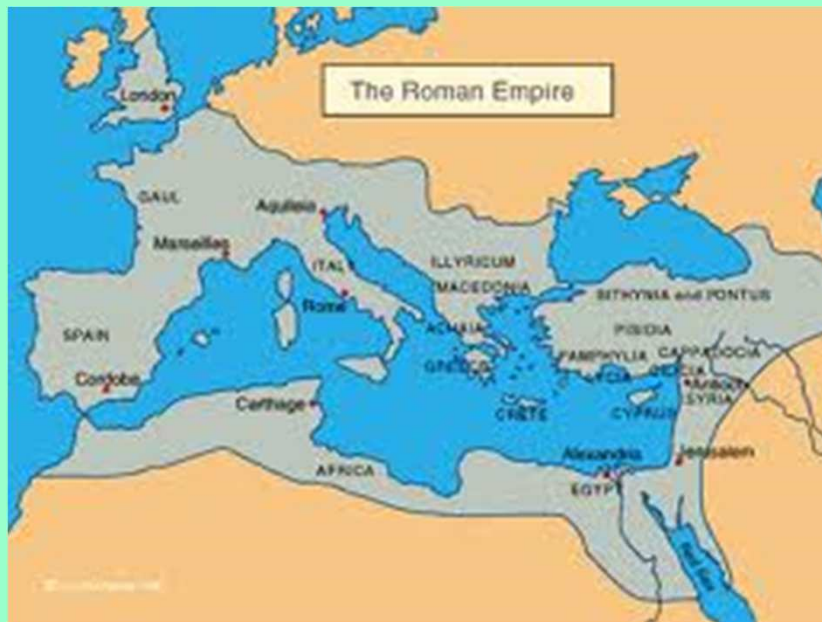 The Roman Empire
London
GAUL
Aquileia
Marseilles
ITALY
ILLYRICUM
MACEDONIA
Rome
BITHYNIA and PONTUS
SPAIN
ACHAIA
PISIDIA
PAMPHYLIA
CAPPADOCIA
GREECE
LYCIA
CILICIA
Cordoba
Antioch
SYRIA
Carthage
CRETE
CYPRUS
Alexandria
Jerusalem
AFRICA
EGYPT
Red Sea